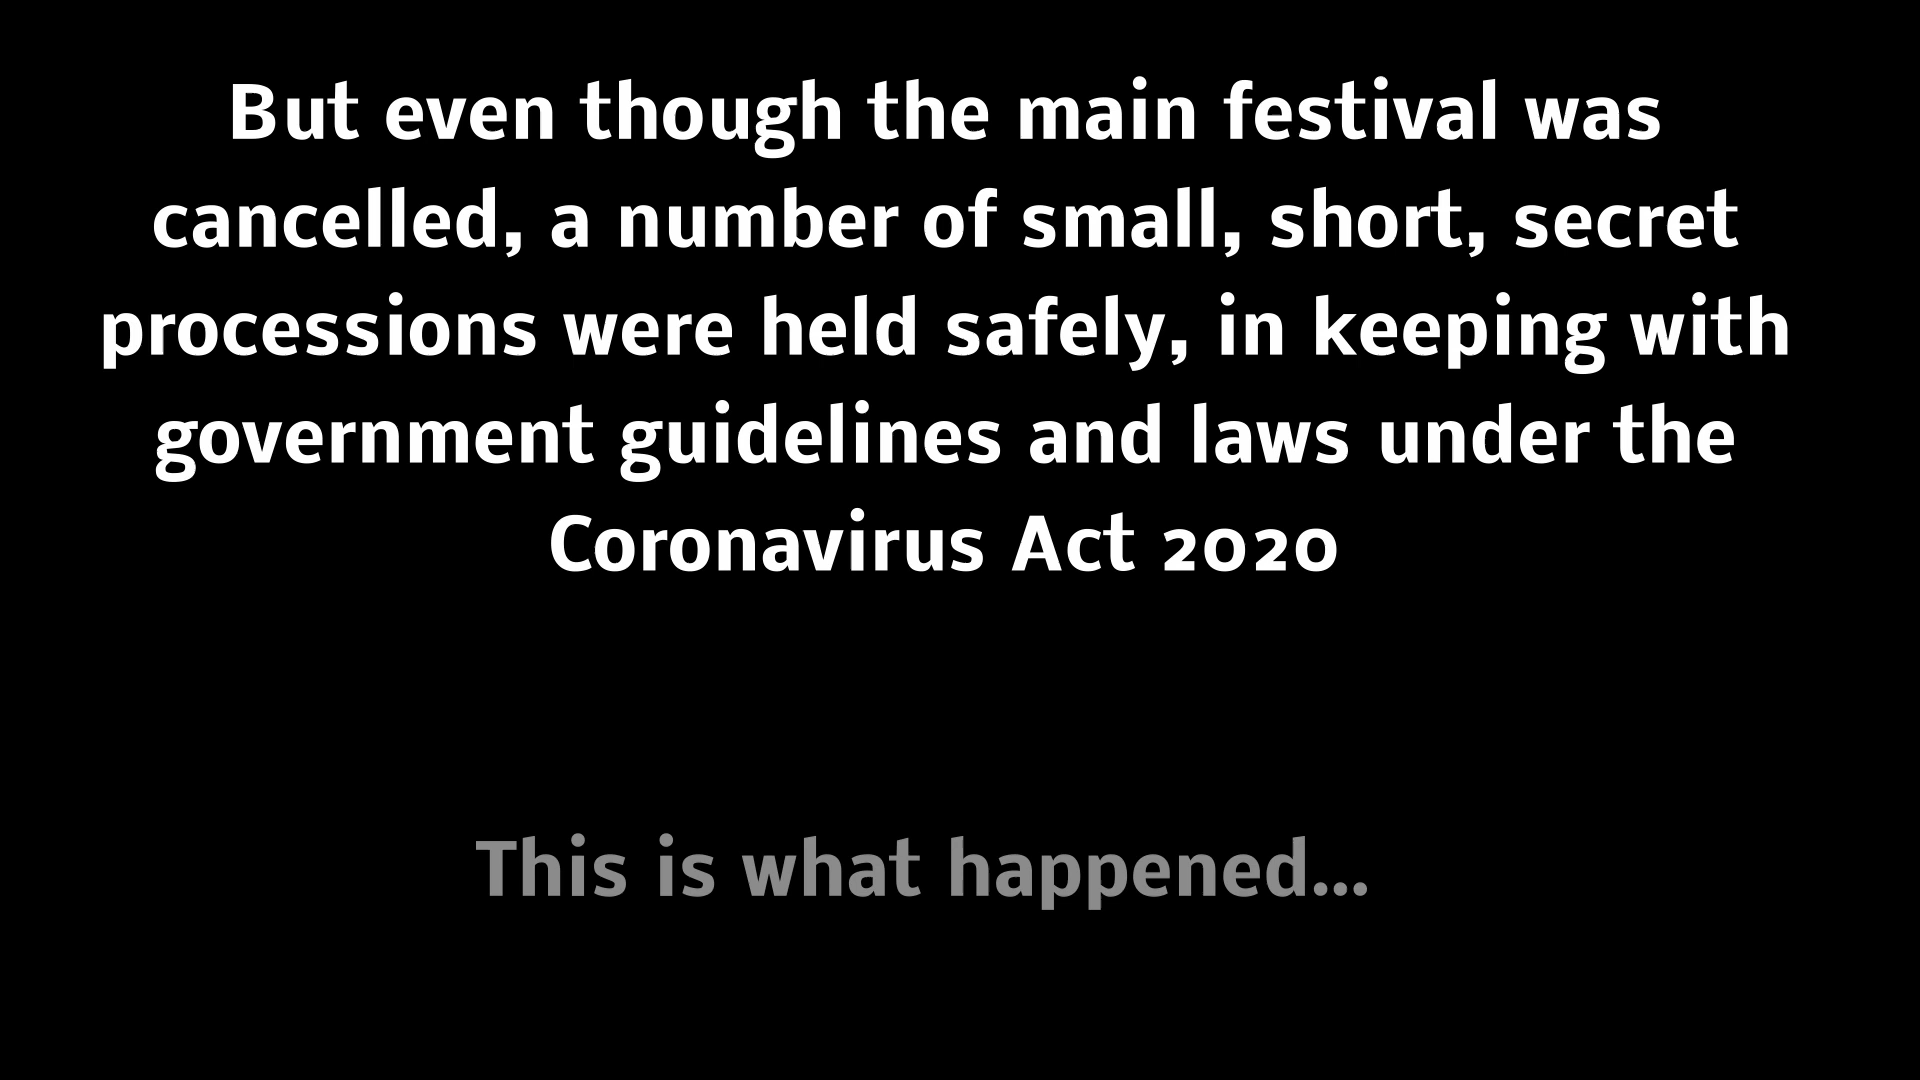 But even though the main festival was
cancelled, a number of small, short, secret
processions were held safely, in keeping with
government guidelines and laws under the
Coronavirus Act 2020
This is what happened...